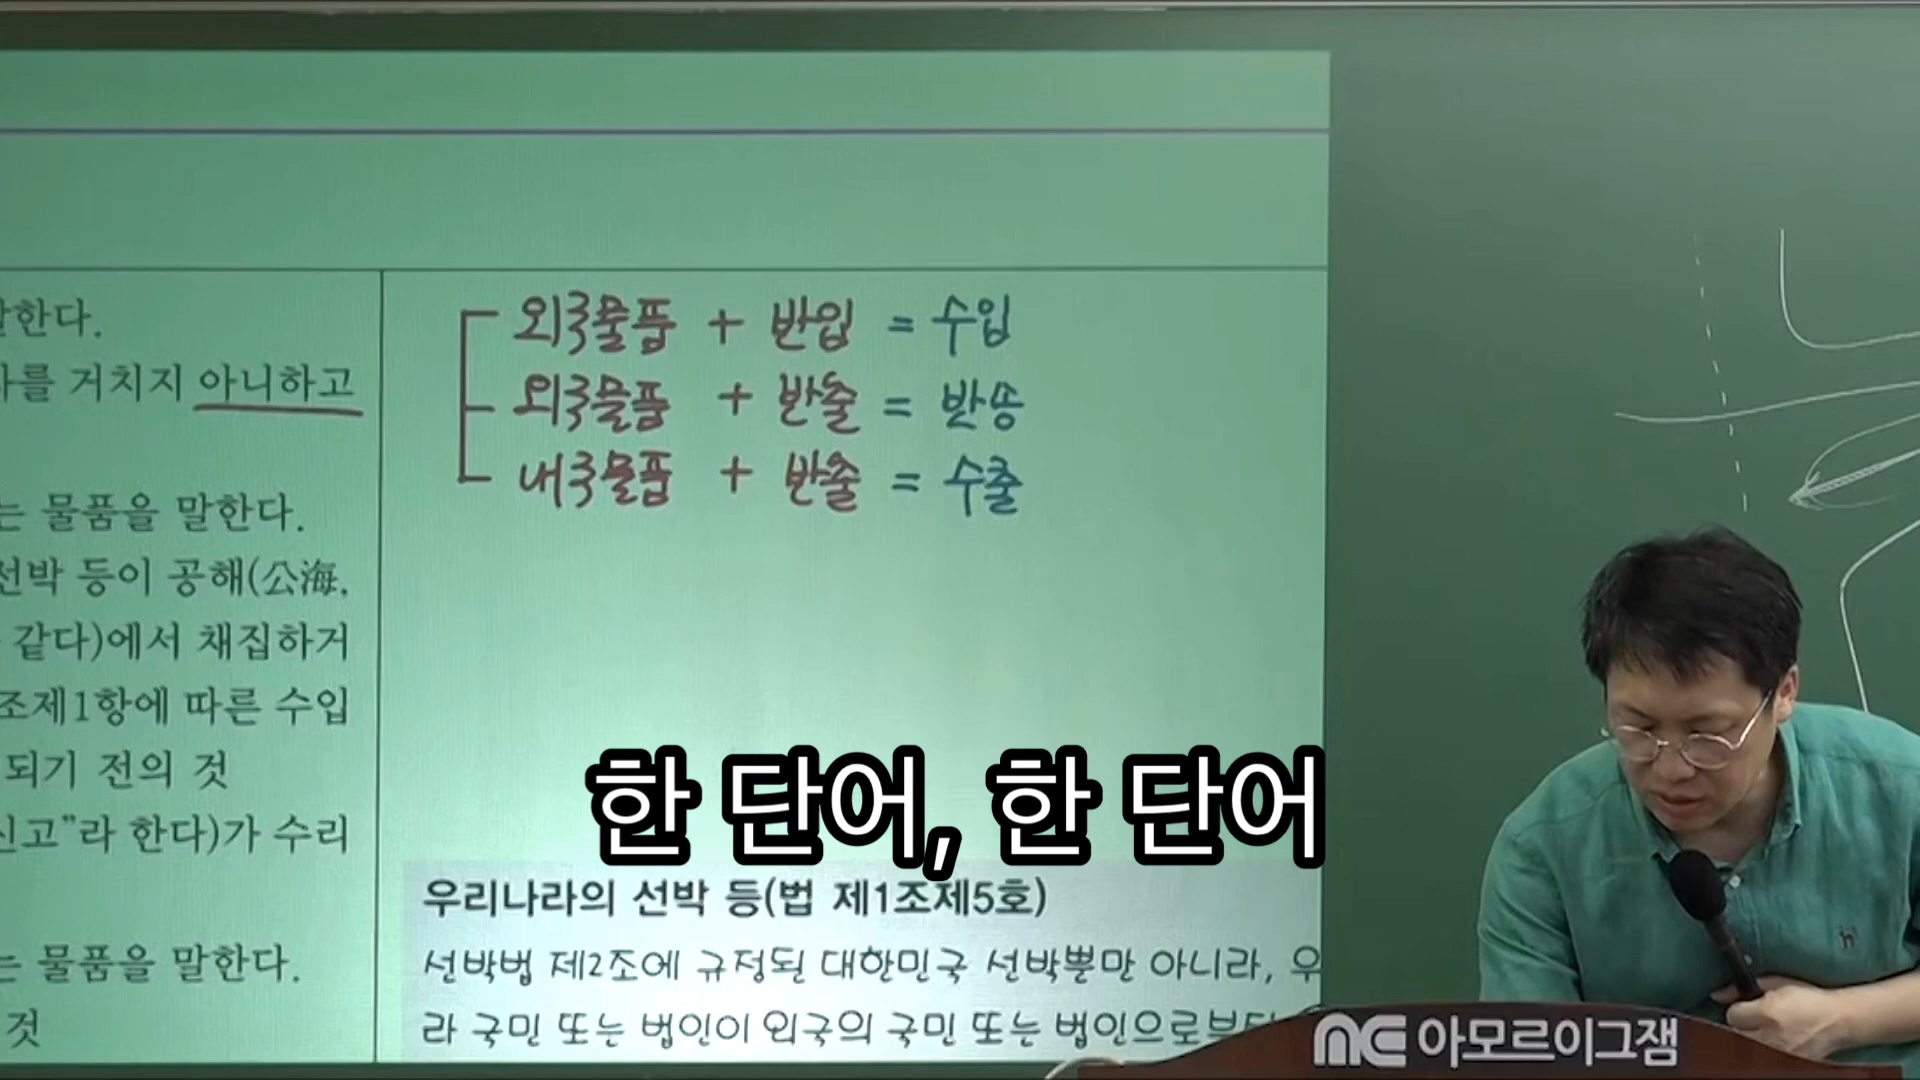 말한다.
를 거치지 아니하고
는 물품을 말한다.
선박 등이 공해(公海.
같다)에서 채집하거
조제1항에 따른 수입
되기 전의 것
신고”라 한다)가 수리
는 물품을 말한다.
것
외국물품 + 반입 = 수입
외국물품 + 반출 = 반송
내국물품 + 반출 = 수출
한 단어, 한 단어
우리나라의 선박 등(법 제1조제5호)
선박법 제2조에 규정된 대한민국 선박뿐만 아니라, 우
라 국민 또는 법인이 외국의 국민 또는 법인으로부터
아모르이그잼